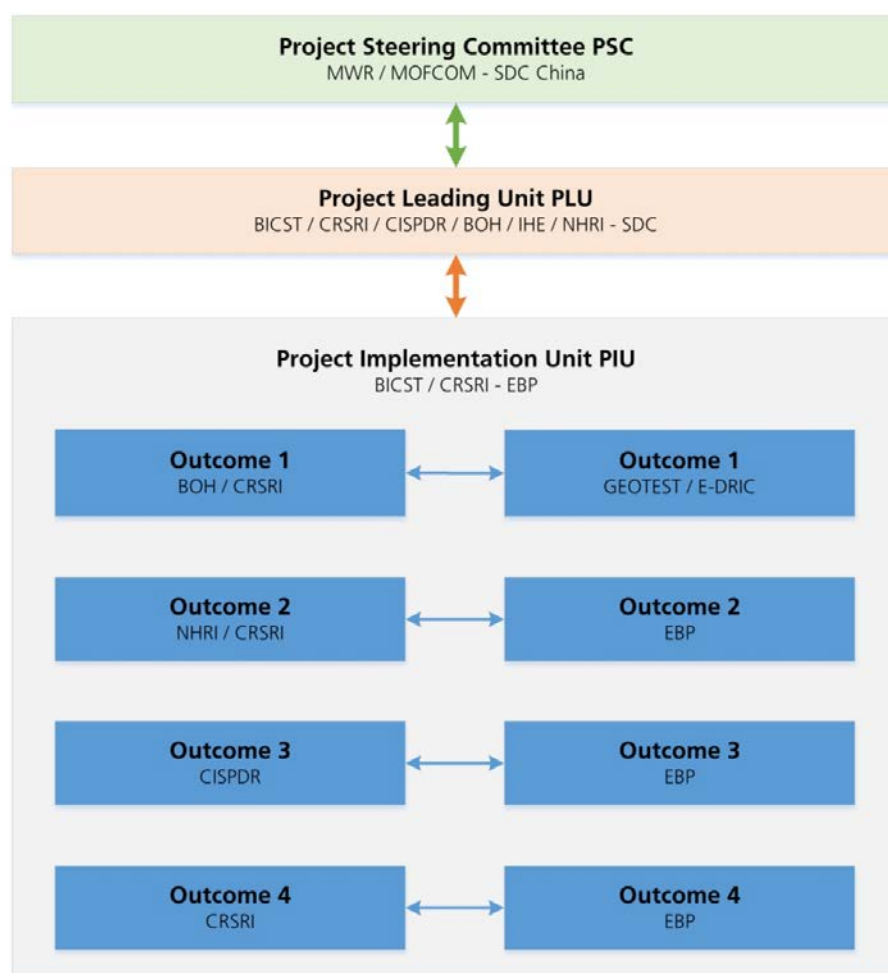 Project Steering Committee PSC
MWR / MOFCOM - SDC China
Project Leading Unit PLU
BICST / CRSRI / CISPDR / BOH / IHE / NHRI - SDC
Project Implementation Unit PIU
BICST / CRSRI - EBP
Outcome 1
BOH / CRSRI
Outcome 1
GEOTEST / E-DRIC
Outcome 2
NHRI / CRSRI
Outcome 2
EBP
Outcome 3
CISPDR
Outcome 3
EBP
Outcome 4
CRSRI
Outcome 4
EBP